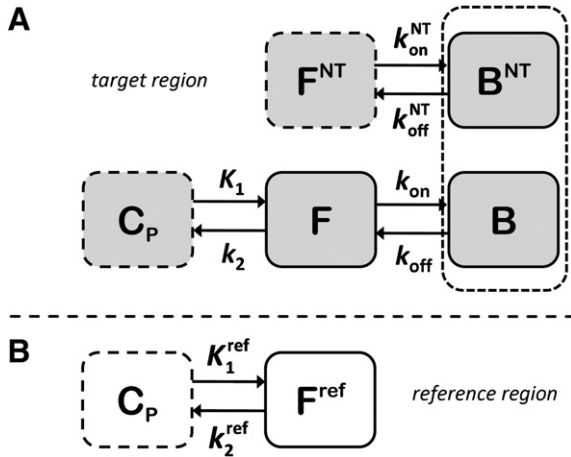 A
target region
F^NT
k_on^NT
k_off^NT
B^NT
C_P
K_1
k_2
F
k_on
k_off
B
B
C_P
K_1^ref
k_2^ref
F^ref
reference region